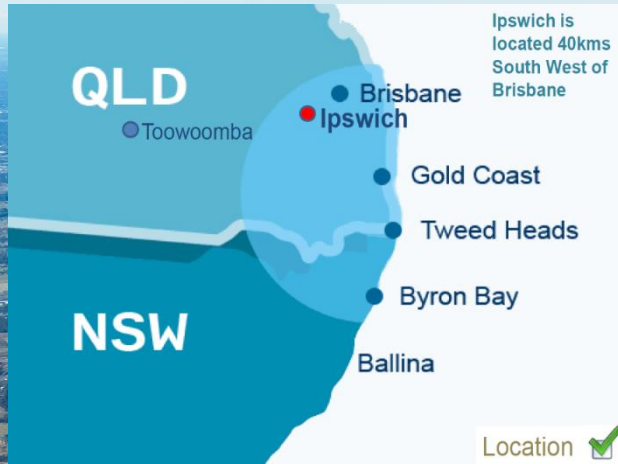 Ipswich is
located 40kms
South West of
Brisbane
QLD
Brisbane
Ipswich
Toowoomba
Gold Coast
Tweed Heads
Byron Bay
NSW
Ballina
Location